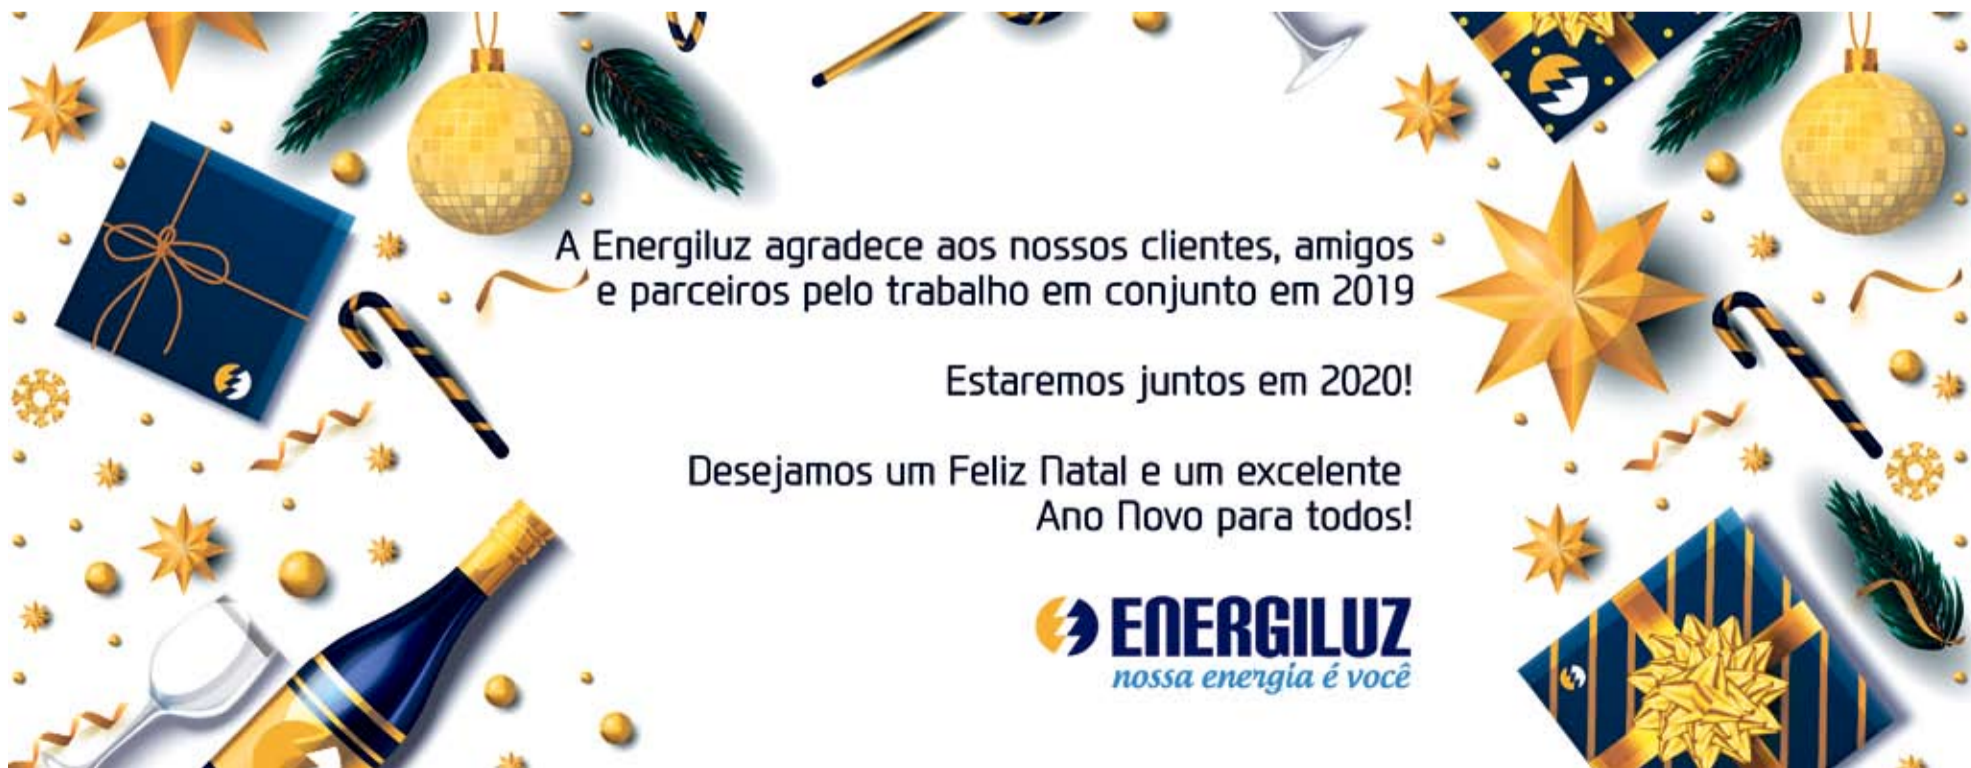 A Energiluz agradece aos nossos clientes, amigos
e parceiros pelo trabalho em conjunto em 2019
Estaremos juntos em 2020!
Desejamos um Feliz Natal e um excelente
Ano Novo para todos!
ENERGILUZ
nossa energia é você